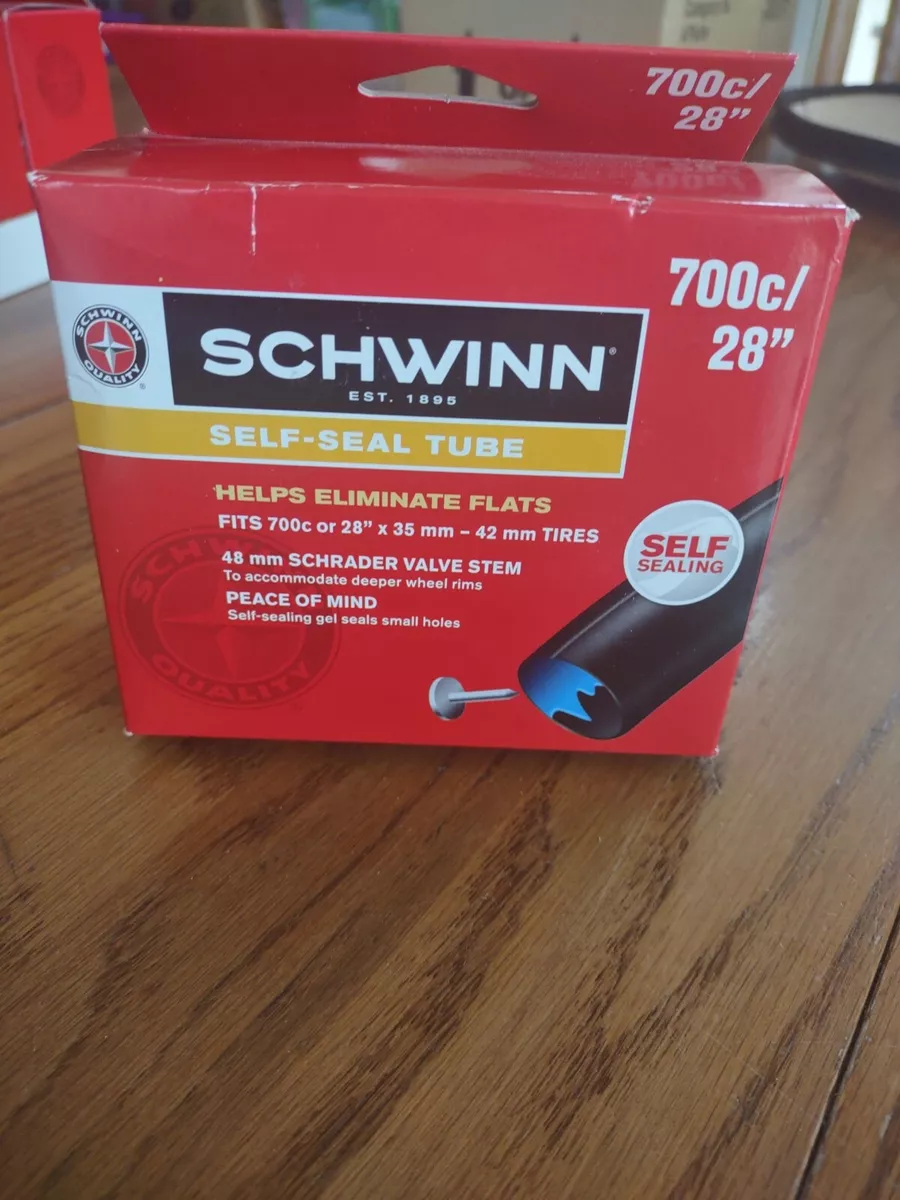 700c/
28”
700c/
28”
SCHWINN
QUALITY
®
SCHWINN®
EST. 1895
SELF-SEAL TUBE
HELPS ELIMINATE FLATS
FITS 700c or 28” x 35 mm – 42 mm TIRES
48 mm SCHRADER VALVE STEM
To accommodate deeper wheel rims
PEACE OF MIND
Self-sealing gel seals small holes
SELF
SEALING
SCHWINN
QUALITY